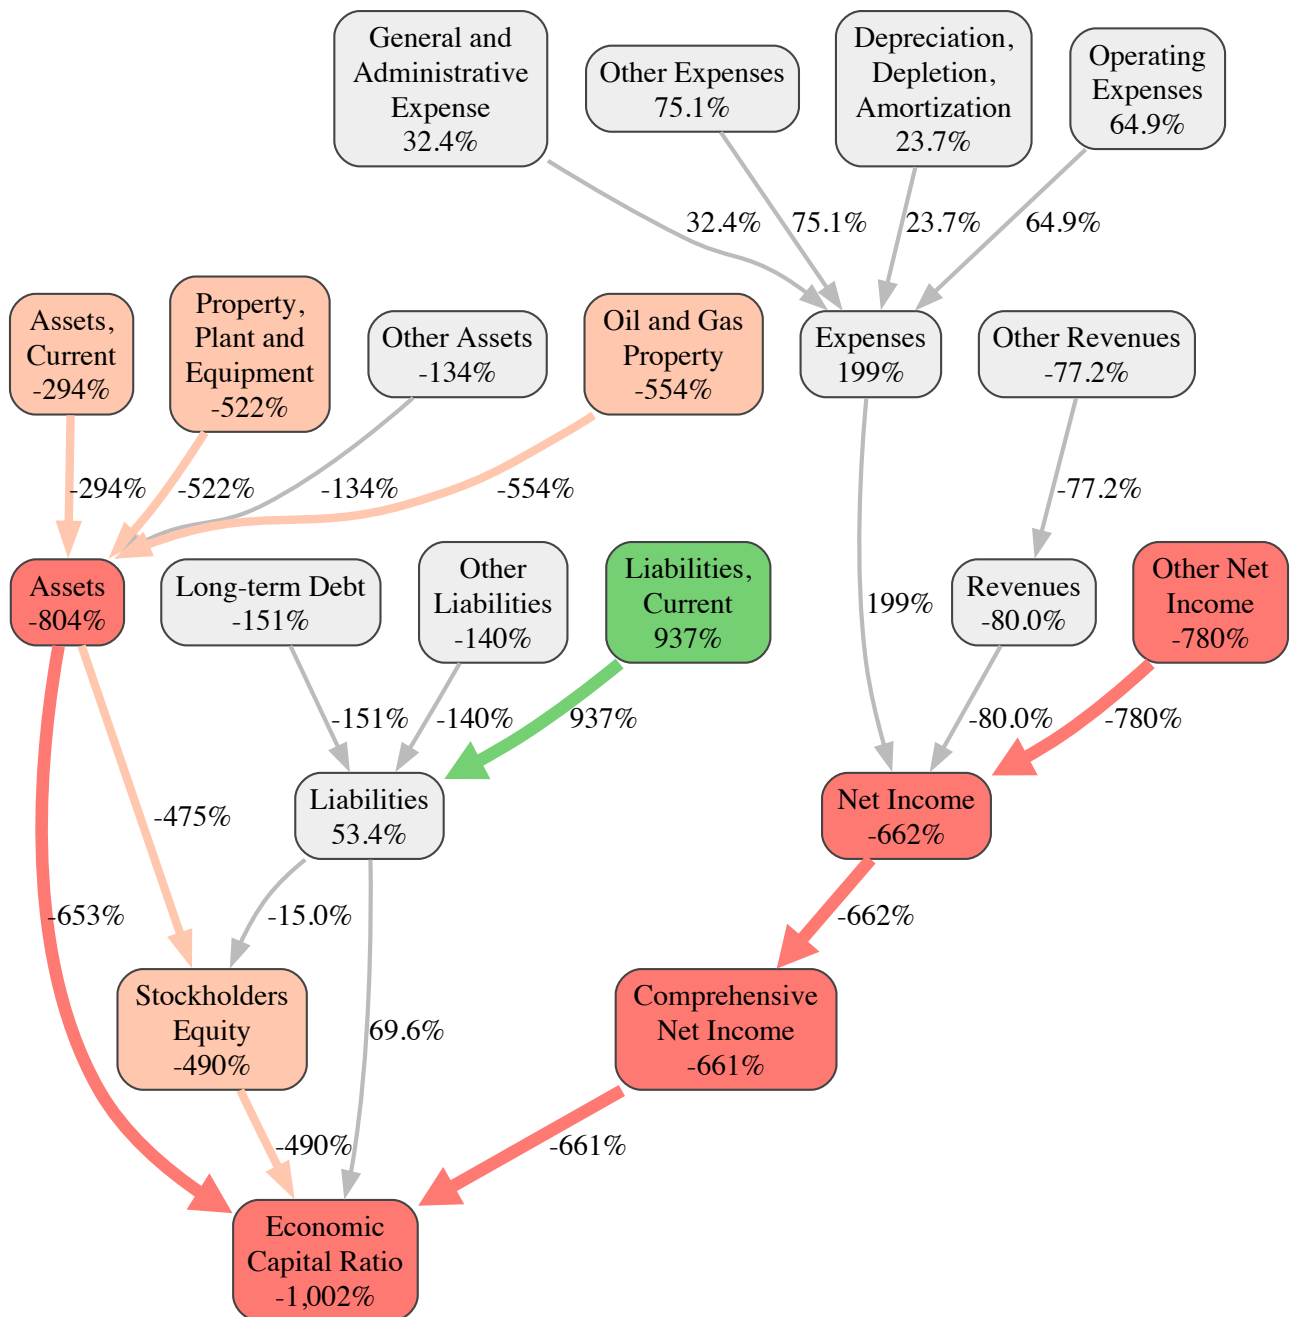 General and
Administrative
Expense
32.4%
Other Expenses
75.1%
Depreciation,
Depletion,
Amortization
23.7%
Operating
Expenses
64.9%
32.4%
75.1%
23.7%
64.9%
Assets,
Current
-294%
Property,
Plant and
Equipment
-522%
Other Assets
-134%
Oil and Gas
Property
-554%
Expenses
199%
Other Revenues
-77.2%
-294%
-522%
-134%
-554%
-77.2%
Assets
-804%
Long-term Debt
-151%
Other
Liabilities
-140%
Liabilities,
Current
937%
199%
Revenues
-80.0%
Other Net
Income
-780%
-151%
-140%
937%
-80.0%
-780%
-475%
Liabilities
53.4%
Net Income
-662%
-653%
-15.0%
-662%
Stockholders
Equity
-490%
69.6%
Comprehensive
Net Income
-661%
-490%
-661%
Economic
Capital Ratio
-1,002%